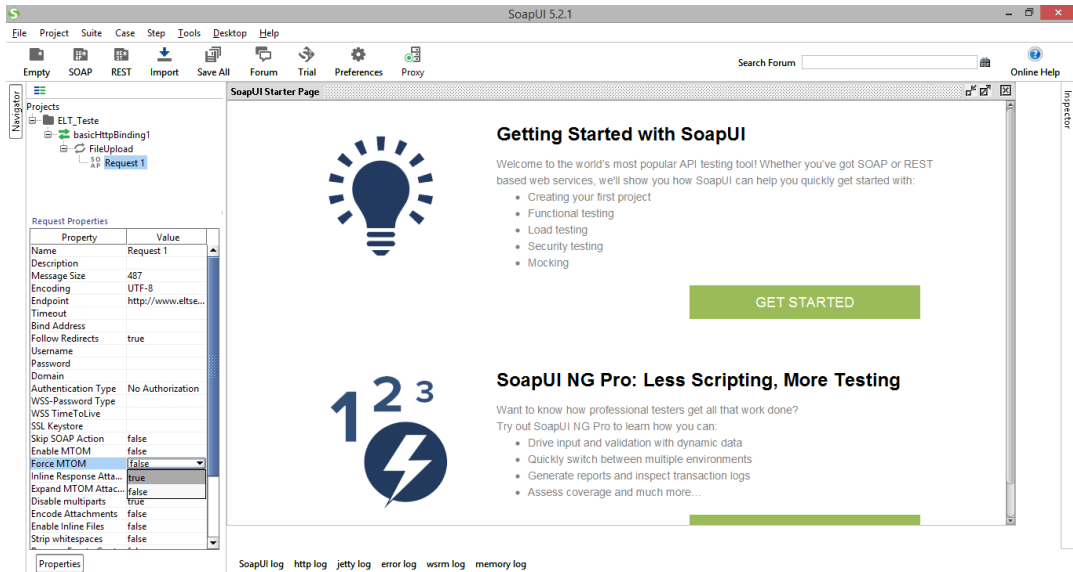 SoapUI 5.2.1
File Project Suite Case Step Tools Desktop Help
Empty SOAP REST Import Save All Forum Trial Preferences Proxy
Search Forum
Online Help
Navigator
Projects
ELT_Teste
basicHttpBinding1
FileUpload
SOAP Request 1
Request Properties
Property Value
Name Request 1
Description
Message Size 487
Encoding UTF-8
Endpoint http://www.eltse...
Timeout
Bind Address
Follow Redirects true
Username
Password
Domain
Authentication Type No Authorization
WSS-Password Type
WSS TimeToLive
SSL Keystore
Skip SOAP Action false
Enable MTOM false
Force MTOM false
Inline Response Atta... true
Expand MTOM Attac... false
Disable multiparts true
Encode Attachments false
Enable Inline Files false
Strip whitespaces false
Properties
SoapUI Starter Page
Getting Started with SoapUI
Welcome to the world's most popular API testing tool! Whether you've got SOAP or REST
based web services, we'll show you how SoapUI can help you quickly get started with:
Creating your first project
Functional testing
Load testing
Security testing
Mocking
GET STARTED
1 2 3
SoapUI NG Pro: Less Scripting, More Testing
Want to know how professional testers get all that work done?
Try out SoapUI NG Pro to learn how you can:
Drive input and validation with dynamic data
Quickly switch between multiple environments
Generate reports and inspect transaction logs
Assess coverage and much more...
Inspector
SoapUI log http log jetty log error log wsrm log memory log